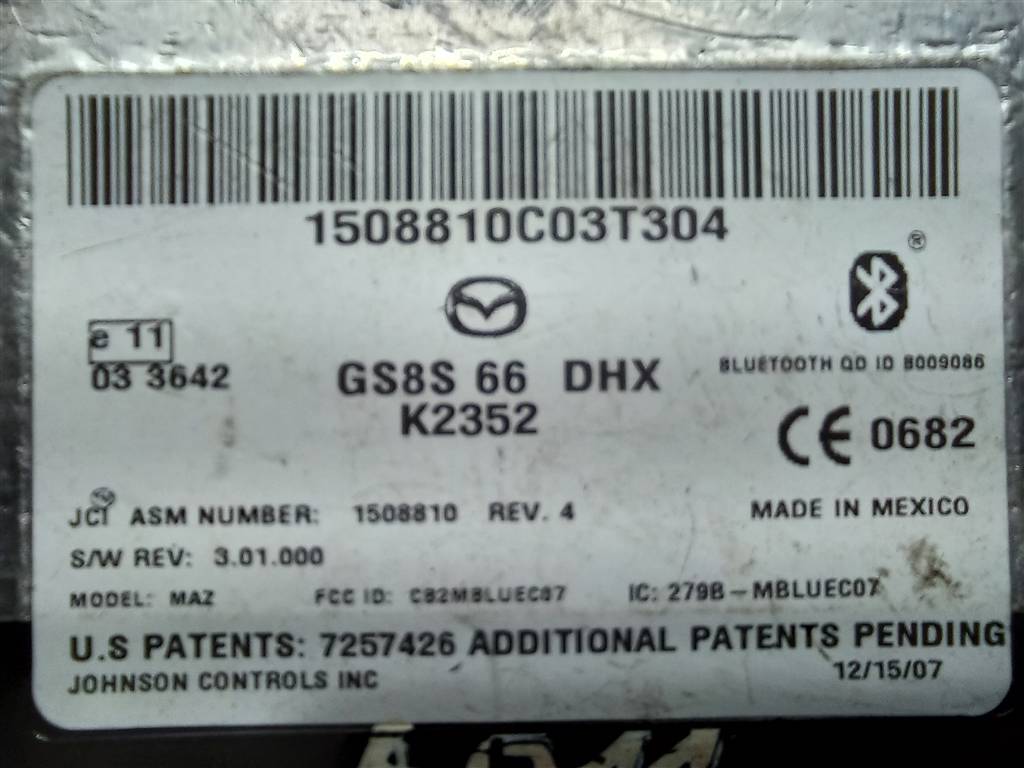 1508810C03T304
®
e 11
03 3642
GS8S 66 DHX
K2352
BLUETOOTH QD ID B009086
CE 0682
JCI ASM NUMBER: 1508810 REV. 4
MADE IN MEXICO
S/W REV: 3.01.000
MODEL: MAZ FCC ID: CB2MBLUEC07 IC: 279B-MBLUEC07
U.S PATENTS: 7257426 ADDITIONAL PATENTS PENDING
JOHNSON CONTROLS INC
12/15/07